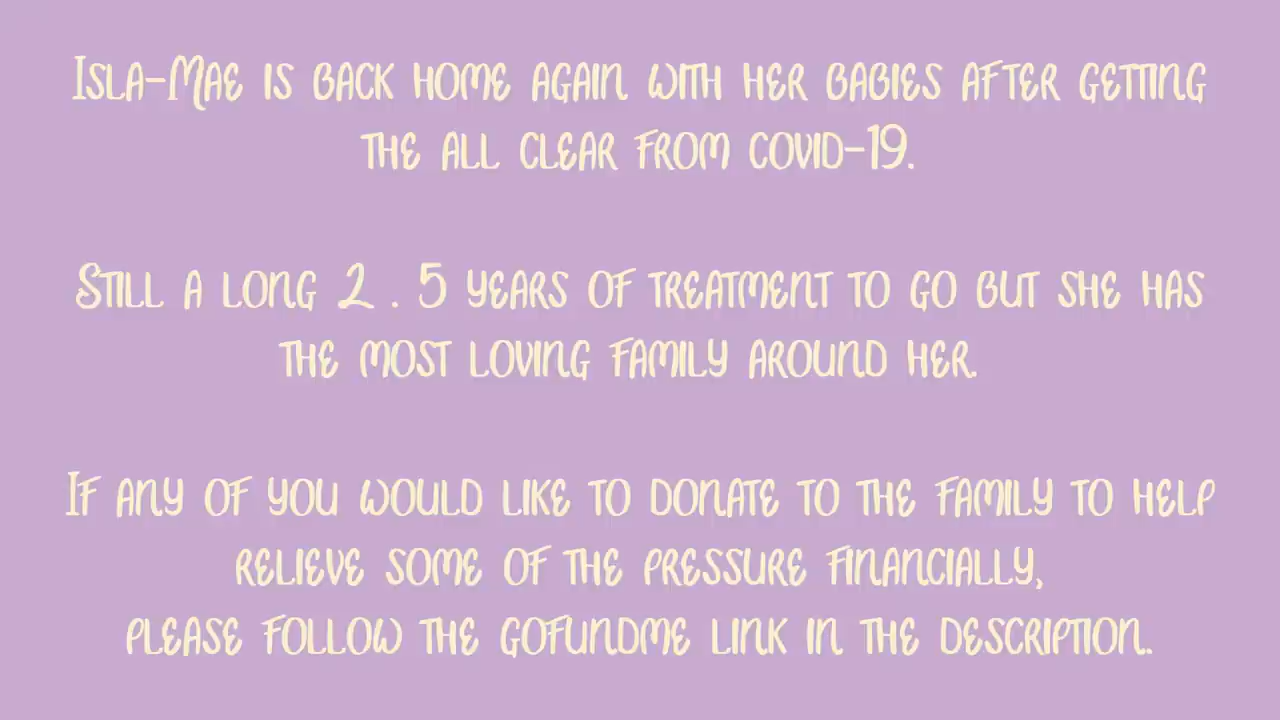 Isla-Mae is back home again with her babies after getting
the all clear from covid-19.
Still a long 2 . 5 years of treatment to go but she has
the most loving family around her.
If any of you would like to donate to the family to help
relieve some of the pressure financially,
please follow the gofundme link in the description.